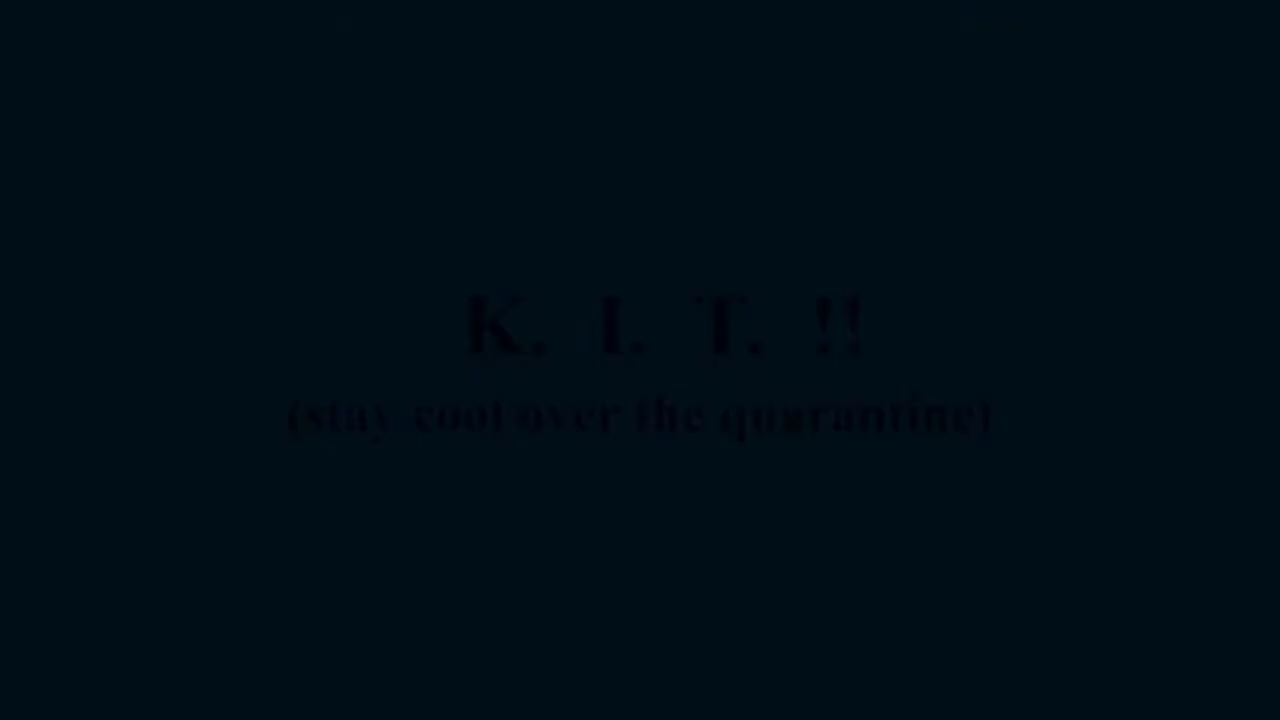 K. I. T. !!
(stay cool over the quarantine)